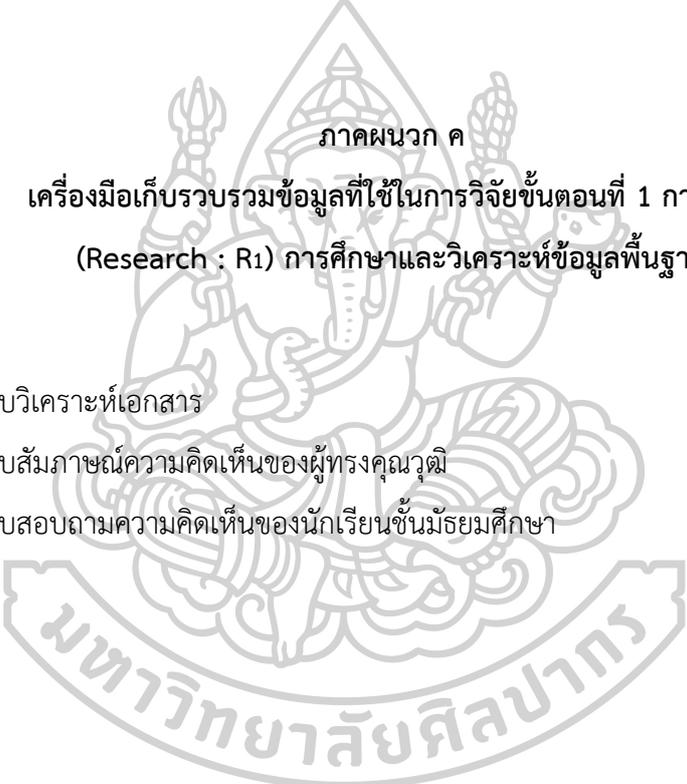 ภาคผนวก ค
เครื่องมือเก็บรวบรวมข้อมูลที่ใช้ในการวิจัยขั้นตอนที่ 1 กา
(Research : R1) การศึกษาและวิเคราะห์ข้อมูลพื้นฐา
บวิเคราะห์เอกสาร
บสัมภาษณ์ความคิดเห็นของผู้ทรงคุณวุฒิ
บสอบถามความคิดเห็นของนักเรียนชั้นมัธยมศึกษา
มหาวิทยาลัยศิลปากร